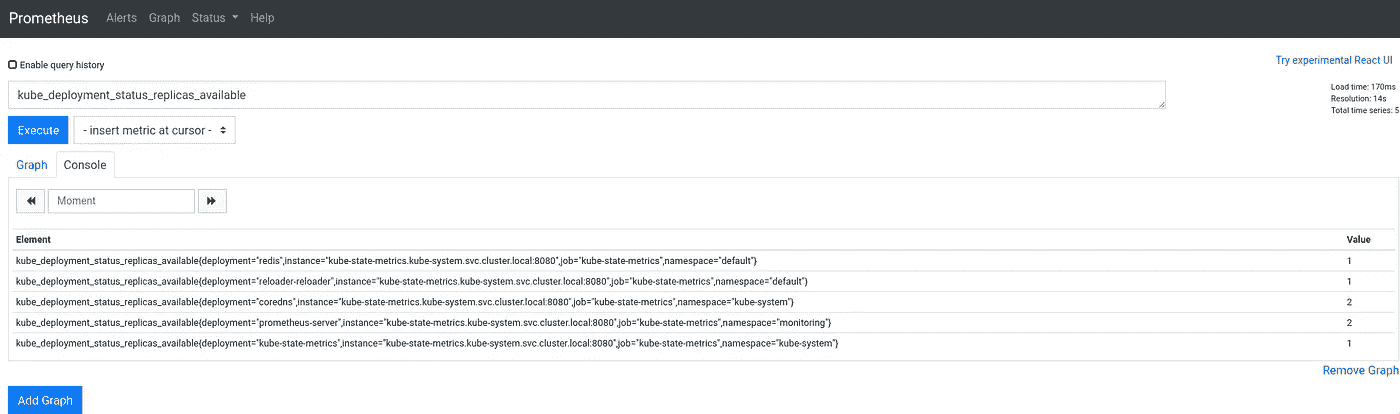 Prometheus Alerts Graph Status Help
Enable query history
Try experimental React UI
kube_deployment_status_replicas_available
Load time: 170ms
Resolution: 14s
Total time series: 5
Execute - insert metric at cursor -
Graph Console
Moment
Element Value
kube_deployment_status_replicas_available{deployment="redis",instance="kube-state-metrics.kube-system.svc.cluster.local:8080",job="kube-state-metrics",namespace="default"} 1
kube_deployment_status_replicas_available{deployment="reloader-reloader",instance="kube-state-metrics.kube-system.svc.cluster.local:8080",job="kube-state-metrics",namespace="default"} 1
kube_deployment_status_replicas_available{deployment="coredns",instance="kube-state-metrics.kube-system.svc.cluster.local:8080",job="kube-state-metrics",namespace="kube-system"} 2
kube_deployment_status_replicas_available{deployment="prometheus-server",instance="kube-state-metrics.kube-system.svc.cluster.local:8080",job="kube-state-metrics",namespace="monitoring"} 2
kube_deployment_status_replicas_available{deployment="kube-state-metrics",instance="kube-state-metrics.kube-system.svc.cluster.local:8080",job="kube-state-metrics",namespace="kube-system"} 1
Remove Graph
Add Graph